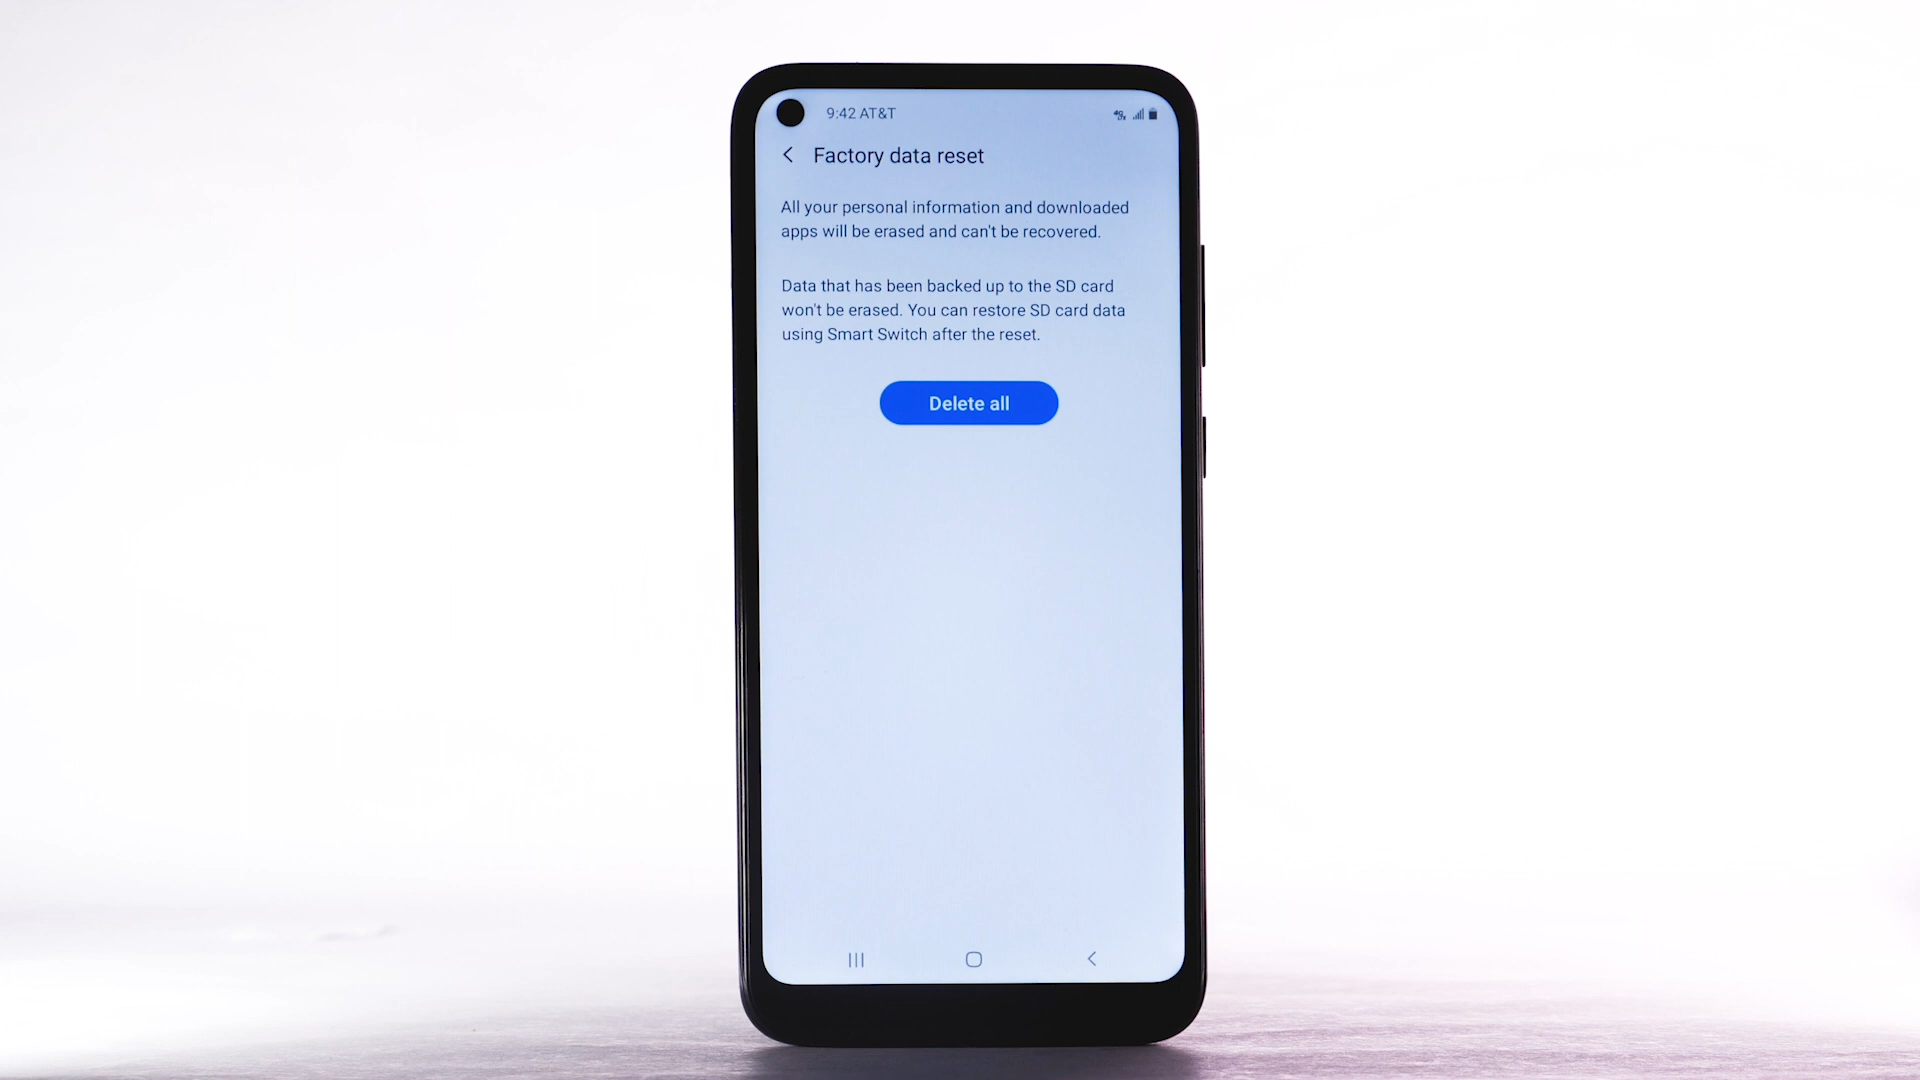 9:42 AT&T
Factory data reset
All your personal information and downloaded
apps will be erased and can't be recovered.
Data that has been backed up to the SD card
won't be erased. You can restore SD card data
using Smart Switch after the reset.
Delete all